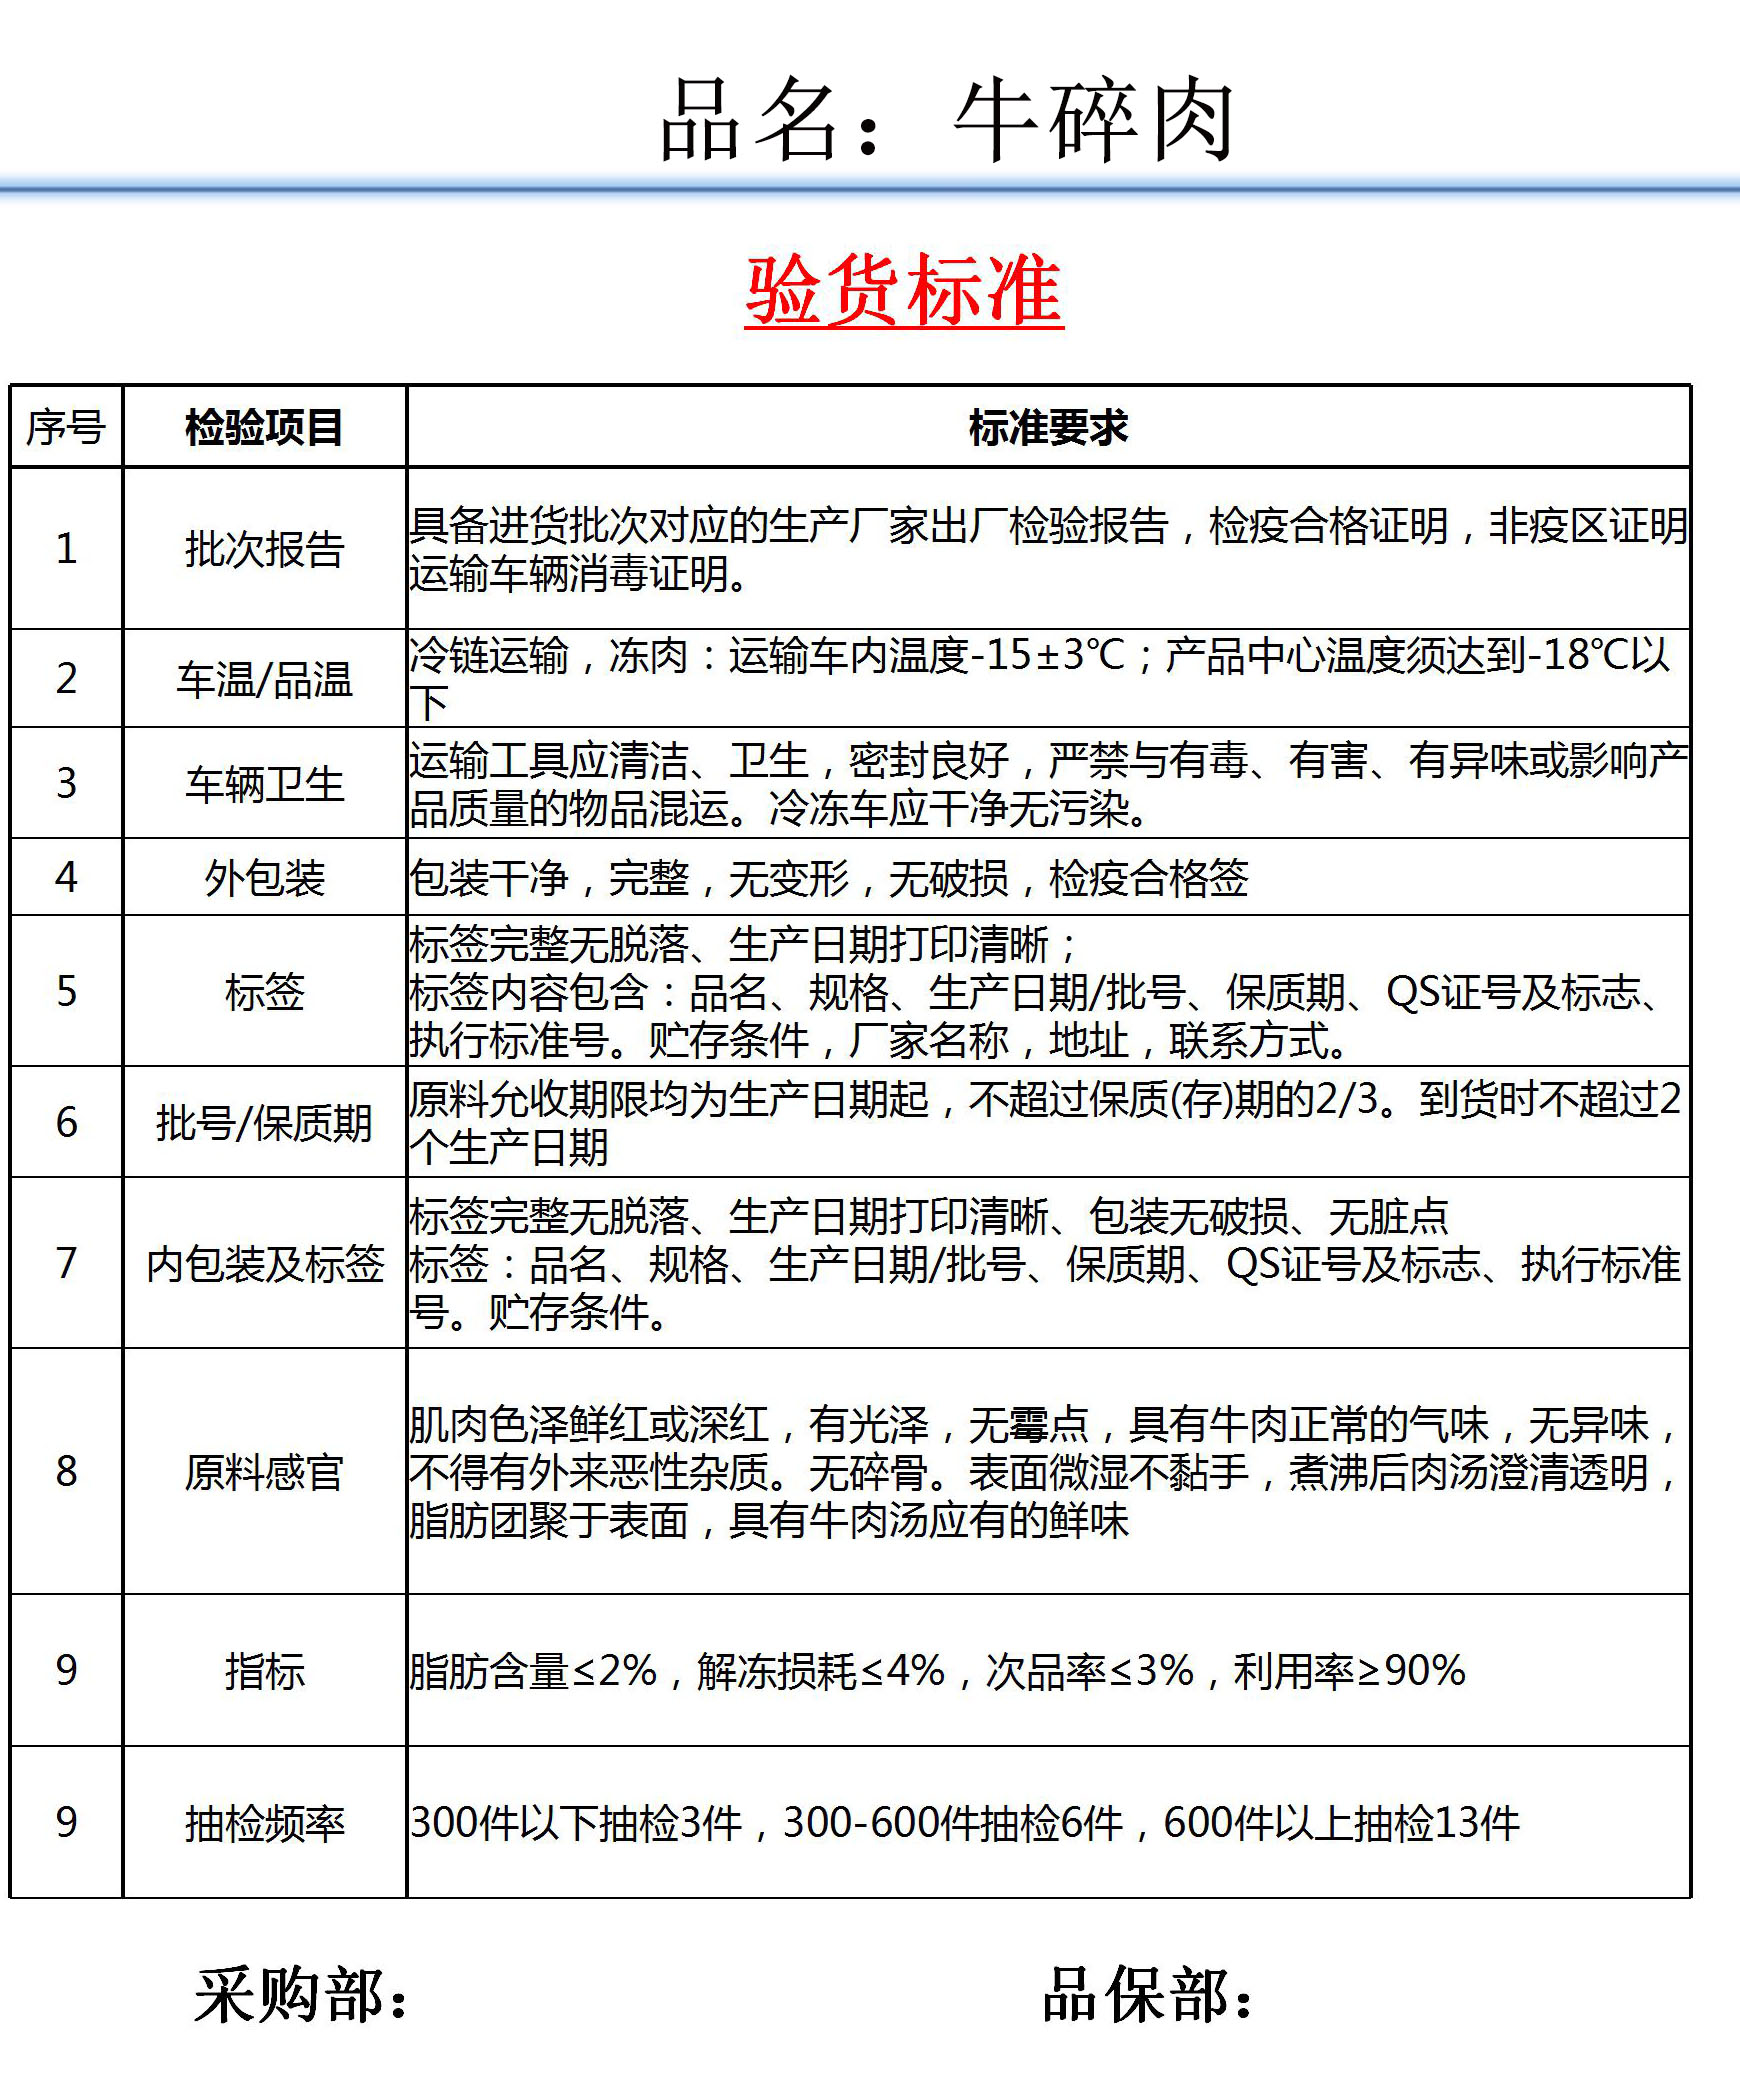 品名：牛碎肉
验货标准
序号 检验项目 标准要求
1 批次报告 具备进货批次对应的生产厂家出厂检验报告，检疫合格证明，非疫区证明
运输车辆消毒证明。
2 车温/品温 冷链运输，冻肉：运输车内温度-15±3℃；产品中心温度须达到-18℃以
下
3 车辆卫生 运输工具应清洁、卫生，密封良好，严禁与有毒、有害、有异味或影响产
品质量的物品混运。冷冻车应干净无污染。
4 外包装 包装干净，完整，无变形，无破损，检疫合格签
5 标签 标签完整无脱落、生产日期打印清晰；
标签内容包含：品名、规格、生产日期/批号、保质期、QS证号及标志、
执行标准号。贮存条件，厂家名称，地址，联系方式。
6 批号/保质期 原料允收期限均为生产日期起，不超过保质(存)期的2/3。到货时不超过2
个生产日期
7 内包装及标签 标签完整无脱落、生产日期打印清晰、包装无破损、无脏点
标签：品名、规格、生产日期/批号、保质期、QS证号及标志、执行标准
号。贮存条件。
8 原料感官 肌肉色泽鲜红或深红，有光泽，无霉点，具有牛肉正常的气味，无异味，
不得有外来恶性杂质。无碎骨。表面微湿不黏手，煮沸后肉汤澄清透明，
脂肪团聚于表面，具有牛肉汤应有的鲜味
9 指标 脂肪含量≤2%，解冻损耗≤4%，次品率≤3%，利用率≥90%
9 抽检频率 300件以下抽检3件，300-600件抽检6件，600件以上抽检13件
采购部： 品保部：